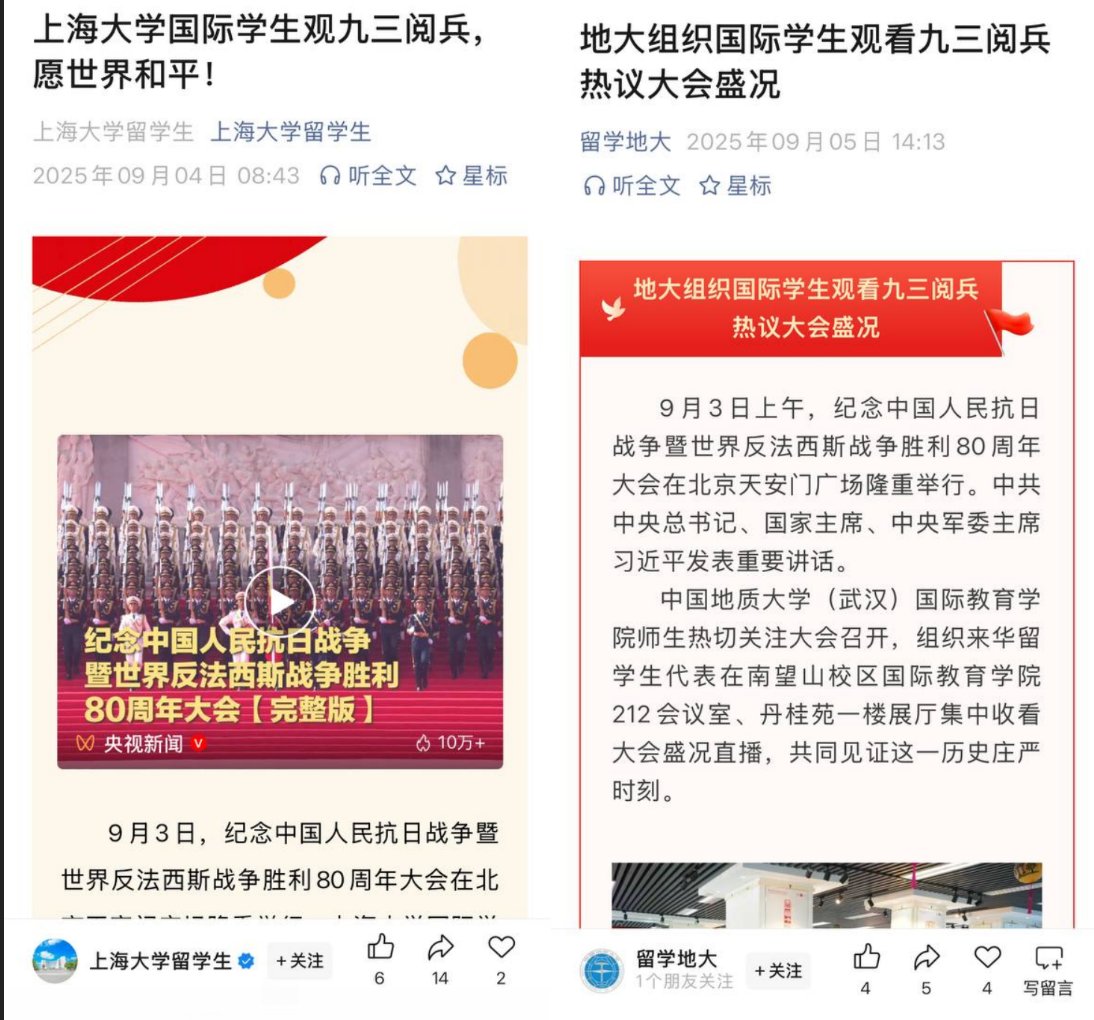 上海大学国际学生观九三阅兵，
愿世界和平！
上海大学留学生 上海大学留学生
2025年09月04日 08:43 听全文 星标
纪念中国人民抗日战争
暨世界反法西斯战争胜利
80周年大会【完整版】
央视新闻 10万+
9月3日，纪念中国人民抗日战争暨
世界反法西斯战争胜利80周年大会在北
上海大学留学生 +关注
6 14 2
地大组织国际学生观看九三阅兵
热议大会盛况
留学地大 2025年09月05日 14:13
听全文 星标
地大组织国际学生观看九三阅兵
热议大会盛况
9月3日上午，纪念中国人民抗日
战争暨世界反法西斯战争胜利80周年
大会在北京天安门广场隆重举行。中共
中央总书记、国家主席、中央军委主席
习近平发表重要讲话。
中国地质大学（武汉）国际教育学
院师生热切关注大会召开，组织来华留
学生代表在南望山校区国际教育学院
212会议室、丹桂苑一楼展厅集中收看
大会盛况直播，共同见证这一历史庄严
时刻。
留学地大
1个朋友关注
+关注
4 5 4 写留言